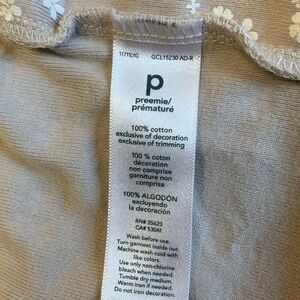 11711010 GCL15230 AD-R
p
preemie/
prématuré
100% cotton
exclusive of decoration
exclusive of trimming
100 % coton
décoration
non comprise
garniture non
comprise
100% ALGODÓN
excluyendo
la decoración
RN# 35623
CA# 53061
Wash before use.
Turn garment inside out.
Machine wash cold with
like colors.
Use only non-chlorine
bleach when needed.
Tumble dry medium.
Warm iron if needed.
Do not iron decoration.